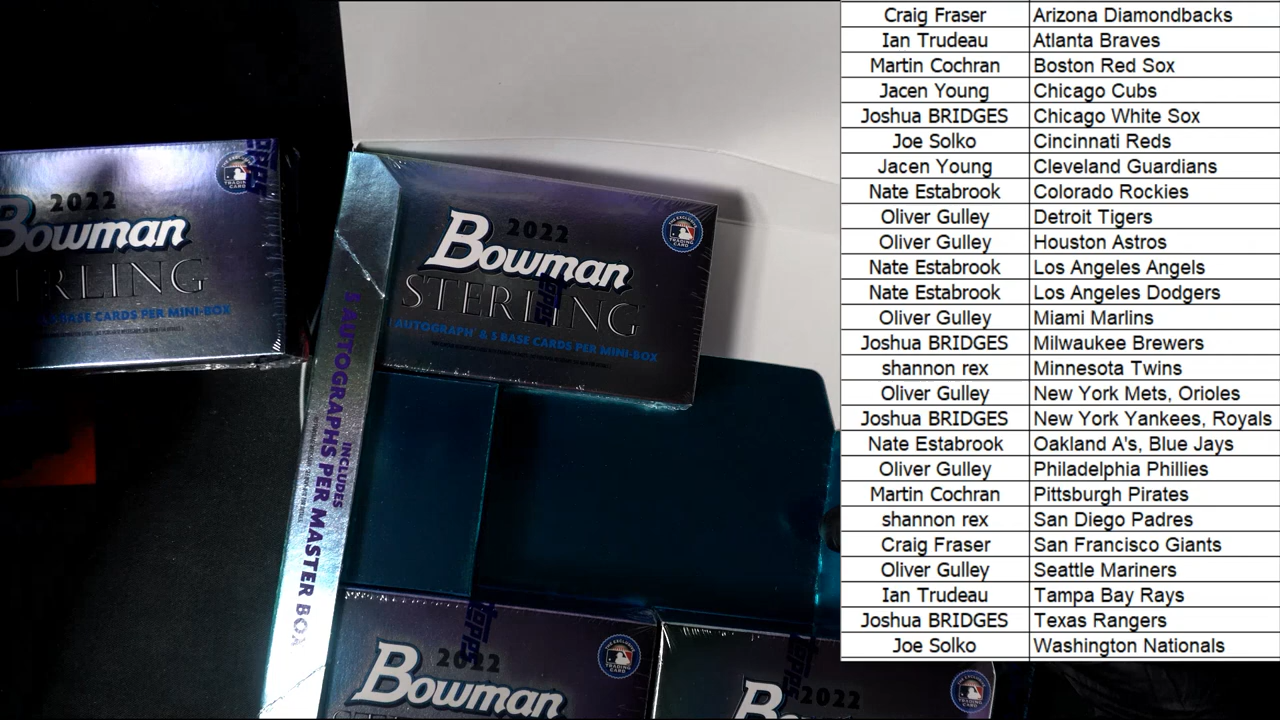 Craig Fraser Arizona Diamondbacks
Ian Trudeau Atlanta Braves
Martin Cochran Boston Red Sox
Jacen Young Chicago Cubs
Joshua BRIDGES Chicago White Sox
Joe Solko Cincinnati Reds
Jacen Young Cleveland Guardians
Nate Estabrook Colorado Rockies
Oliver Gulley Detroit Tigers
Oliver Gulley Houston Astros
Nate Estabrook Los Angeles Angels
Nate Estabrook Los Angeles Dodgers
Oliver Gulley Miami Marlins
Joshua BRIDGES Milwaukee Brewers
shannon rex Minnesota Twins
Oliver Gulley New York Mets, Orioles
Joshua BRIDGES New York Yankees, Royals
Nate Estabrook Oakland A's, Blue Jays
Oliver Gulley Philadelphia Phillies
Martin Cochran Pittsburgh Pirates
shannon rex San Diego Padres
Craig Fraser San Francisco Giants
Oliver Gulley Seattle Mariners
Ian Trudeau Tampa Bay Rays
Joshua BRIDGES Texas Rangers
Joe Solko Washington Nationals
2022
Bowman
RLING
5 BASE CARDS PER MINI-BOX
topps
2022
Bowman
STERLING
AUTOGRAPH & 5 BASE CARDS PER MINI-BOX
topps
INCLUDES
5 AUTOGRAPHS PER MASTER BOX
2022
Bowman
STERLING
topps
2022
topps